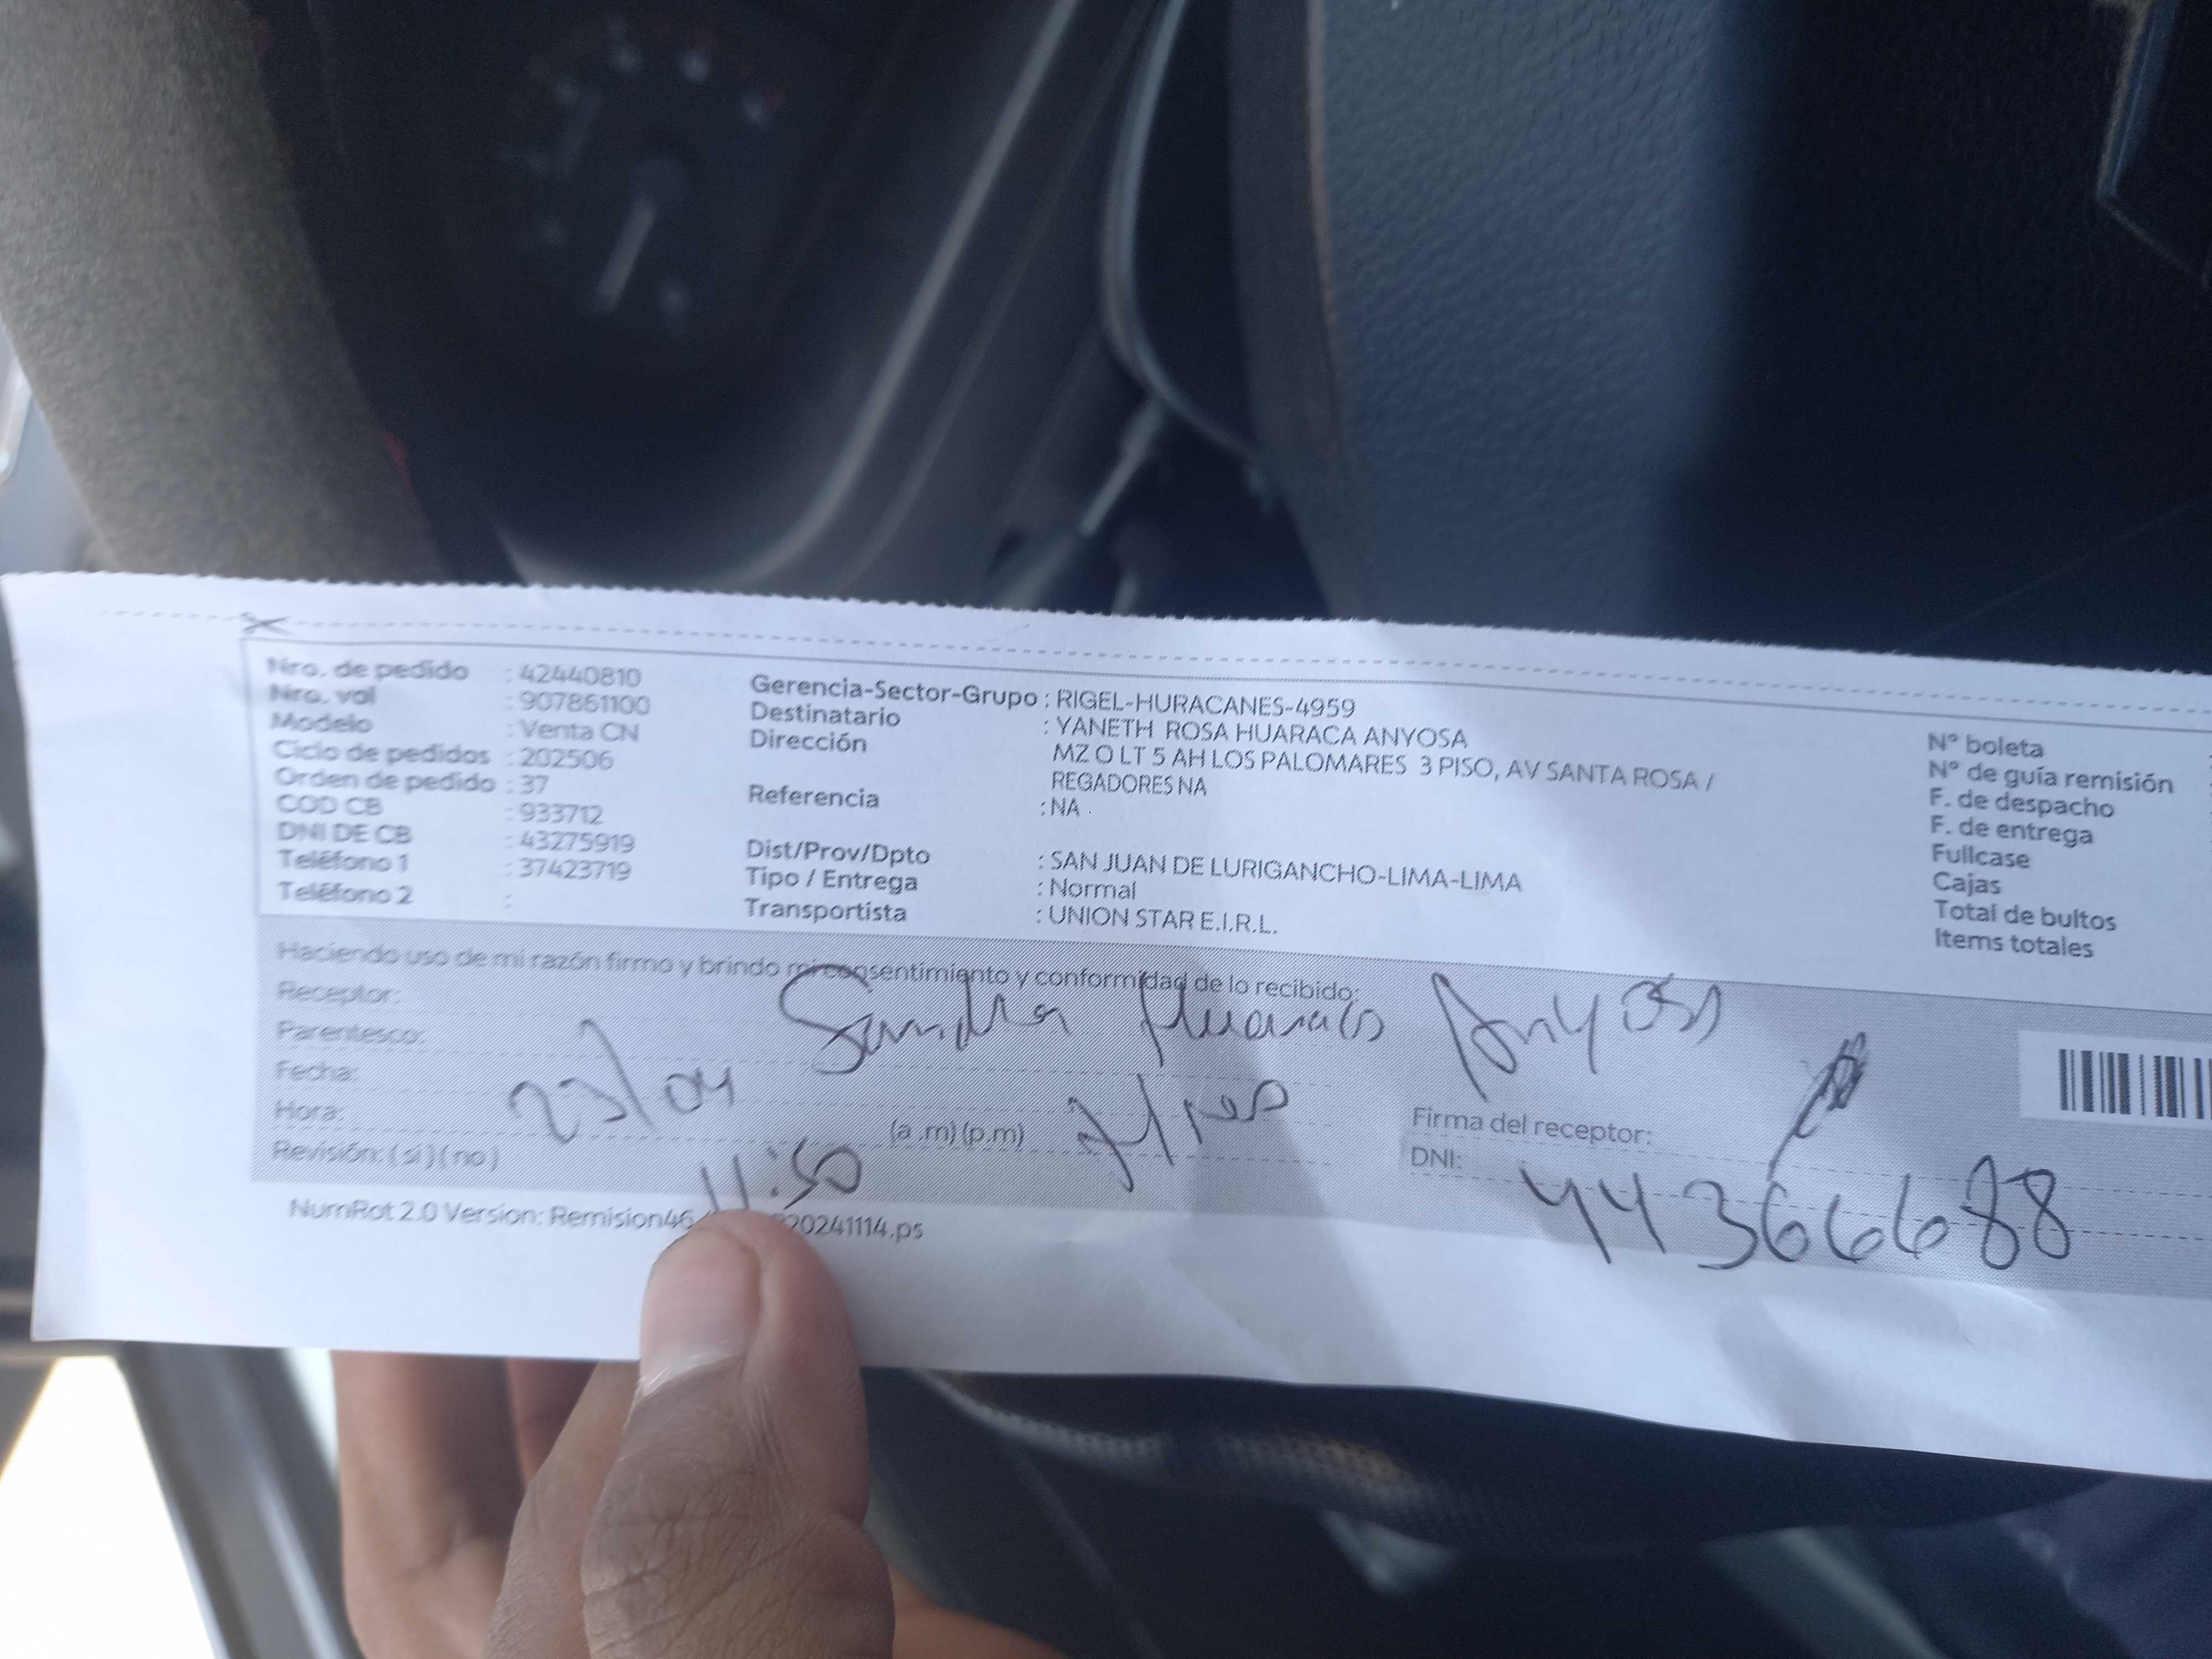 Nro. de pedido : 42440810
Nro. val : 907861100
Modelo : Venta CN
Ciclo de pedidos : 202506
Orden de pedido : 37
COD CB : 933712
DNI DE CB : 43275919
Teléfono 1 : 37423719
Teléfono 2 :
Gerencia-Sector-Grupo : RIGEL-HURACANES-4959
Destinatario : YANETH ROSA HUARACA ANYOSA
Dirección MZ O LT 5 AH LOS PALOMARES 3 PISO, AV SANTA ROSA /
REGADORES NA
Referencia : NA
Dist/Prov/Dpto : SAN JUAN DE LURIGANCHO-LIMA-LIMA
Tipo / Entrega : Normal
Transportista : UNION STAR E.I.R.L.
N° boleta
N° de guía remisión
F. de despacho
F. de entrega
Fullcase
Cajas
Total de bultos
Items totales
Haciendo uso de mi razón firmo y brindo mi consentimiento y conformidad de lo recibido:
Receptor: Sandra Huaraca Anyosa
Parentesco:
Fecha: 23/04
Hora: 11:50 (a .m) (p.m)
Revisión: ( si ) ( no )
Firma del receptor:
DNI: 44366688
NumRot 2.0 Version: Remision46 20241114.ps